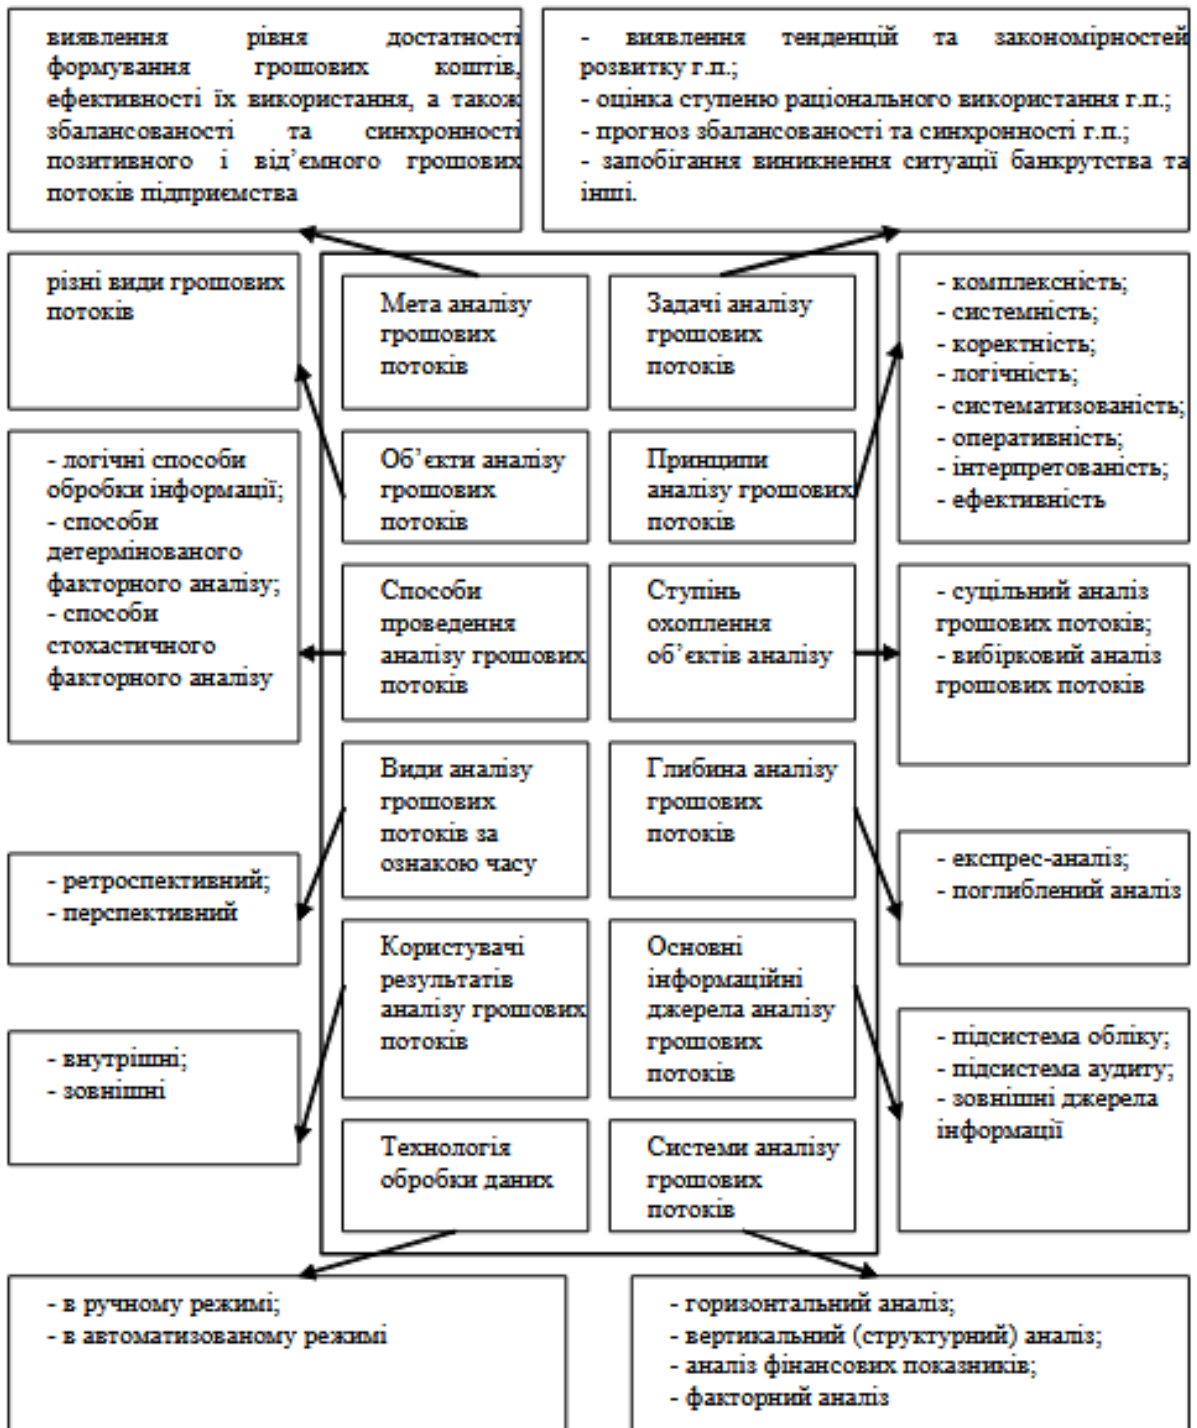 виявлення рівня достатності
формування грошових коштів,
ефективності їх використання, а також
збалансованості та синхронності
позитивного і від’ємного грошових
потоків підприємства
- виявлення тенденцій та закономірностей
розвитку г.п.;
- оцінка ступеню раціонального використання г.п.;
- прогноз збалансованості та синхронності г.п.;
- запобігання виникнення ситуації банкрутства та
інші.
різні види грошових
потоків
Мета аналізу
грошових
потоків
Задачі аналізу
грошових
потоків
- комплексність;
- системність;
- коректність;
- логічність;
- систематизованість;
- оперативність;
- інтерпретованість;
- ефективність
- логічні способи
обробки інформації;
- способи
детермінованого
факторного аналізу;
- способи
стохастичного
факторного аналізу
Об’єкти аналізу
грошових
потоків
Принципи
аналізу грошових
потоків
Способи
проведення
аналізу грошових
потоків
Ступінь
охоплення
об’єктів аналізу
- суцільний аналіз
грошових потоків;
- вибірковий аналіз
грошових потоків
Види аналізу
грошових
потоків за
ознакою часу
Глибина аналізу
грошових
потоків
- ретроспективний;
- перспективний
- експрес-аналіз;
- поглиблений аналіз
Користувачі
результатів
аналізу грошових
потоків
Основні
інформаційні
джерела аналізу
грошових
потоків
- внутрішні;
- зовнішні
- підсистема обліку;
- підсистема аудиту;
- зовнішні джерела
інформації
Технологія
обробки даних
Системи аналізу
грошових
потоків
- в ручному режимі;
- в автоматизованому режимі
- горизонтальний аналіз;
- вертикальний (структурний) аналіз;
- аналіз фінансових показників;
- факторний аналіз